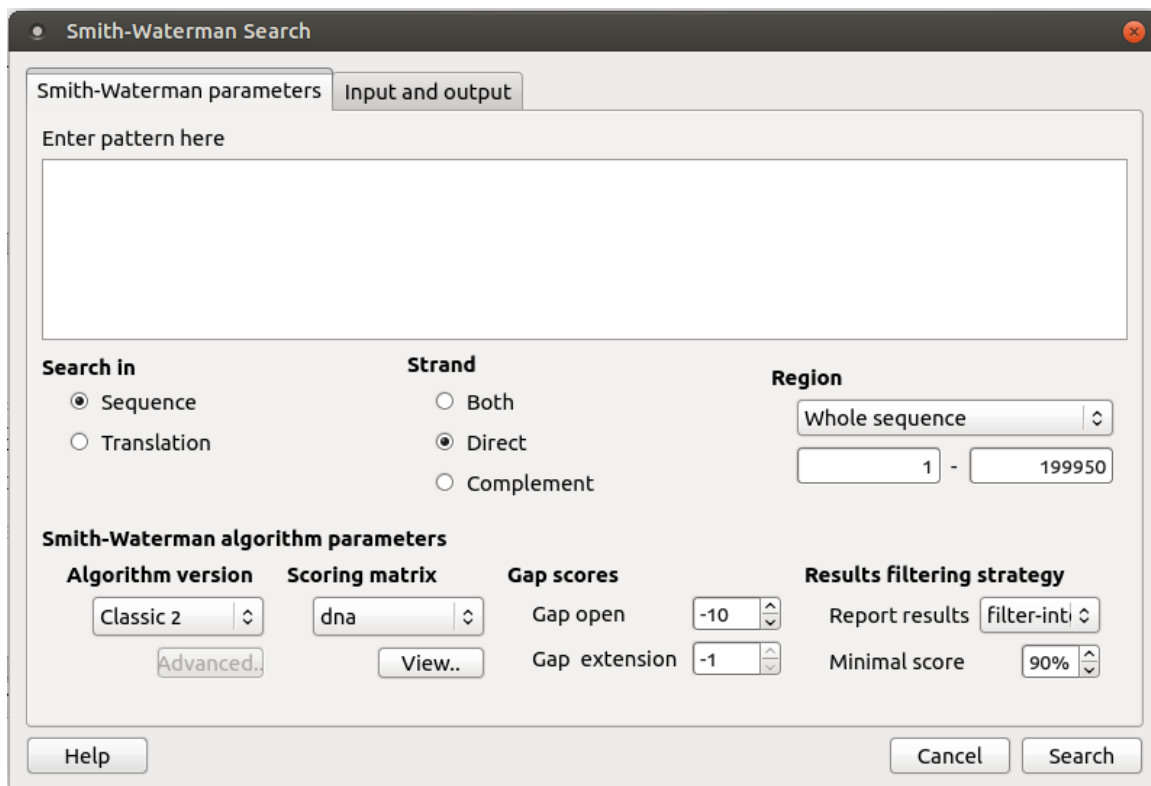 Smith-Waterman Search
Smith-Waterman parameters
Input and output
Enter pattern here
Search in
Sequence
Translation
Strand
Both
Direct
Complement
Region
Whole sequence
1 - 199950
Smith-Waterman algorithm parameters
Algorithm version
Classic 2
Advanced..
Scoring matrix
dna
View..
Gap scores
Gap open -10
Gap extension -1
Results filtering strategy
Report results filter-int
Minimal score 90%
Help
Cancel
Search